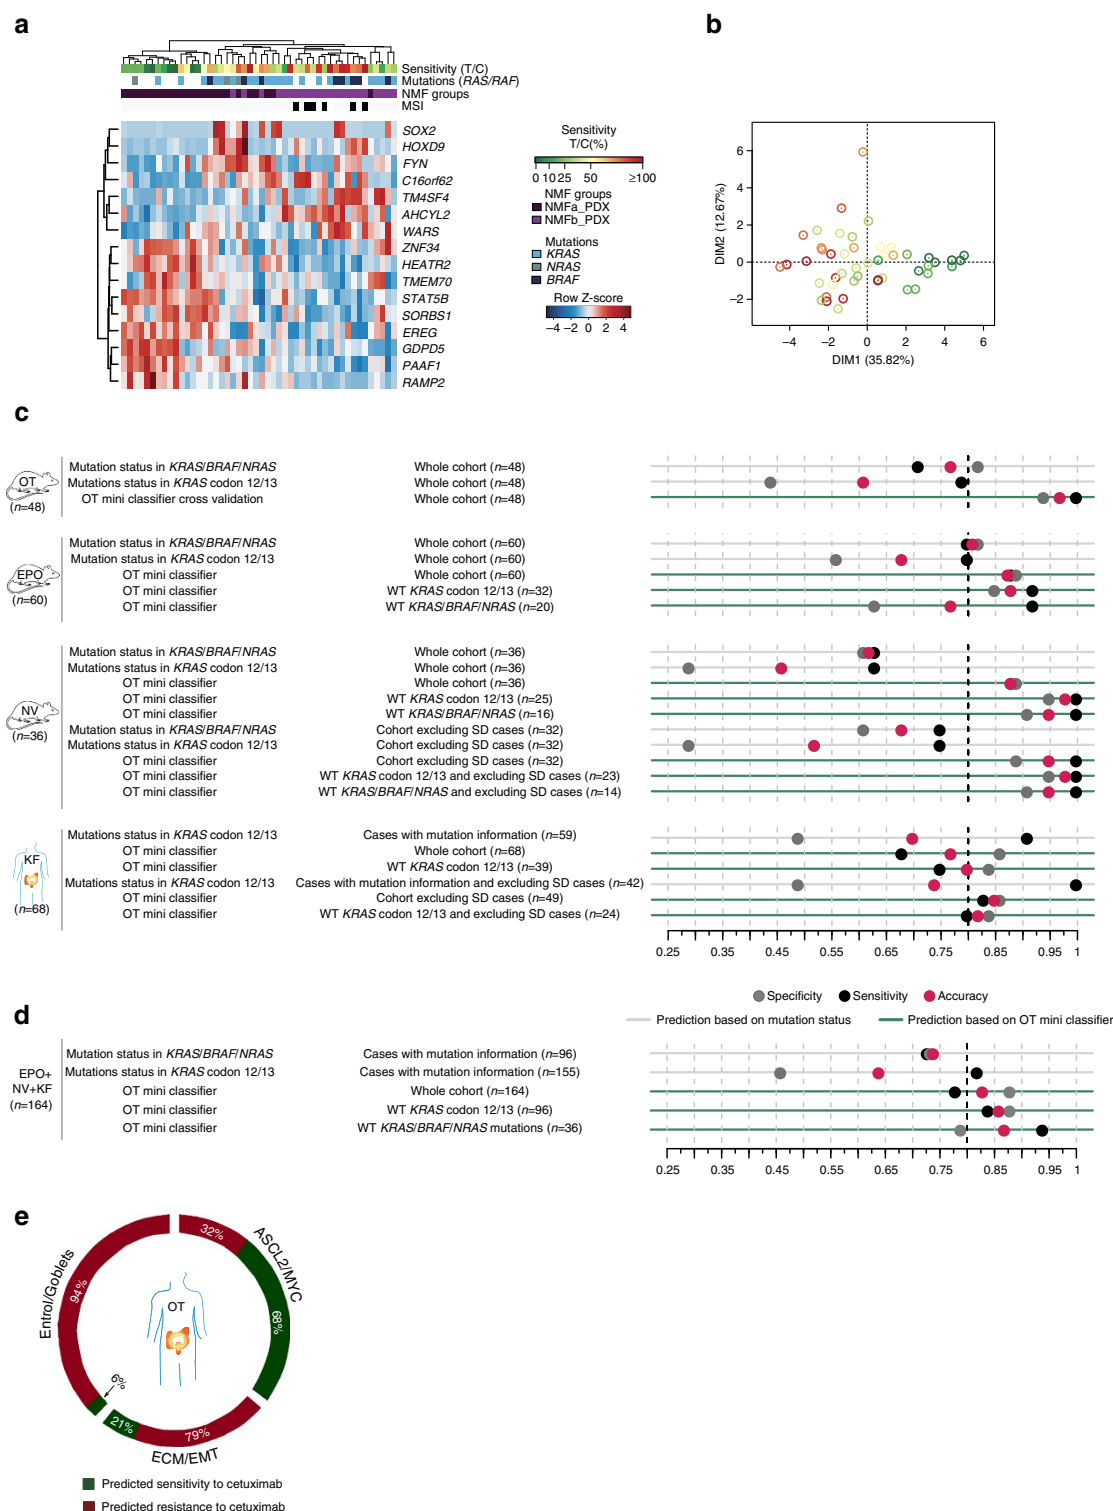 a
Sensitivity (T/C)
Mutations (RAS/RAF)
NMF groups
MSI
SOX2
HOXD9
FYN
C16orf62
TM4SF4
AHCYL2
WARS
ZNF34
HEATR2
TMEM70
STAT5B
SORBS1
EREG
GDPD5
PAAF1
RAMP2
Sensitivity
T/C(%)
0 10 25 50 ≥100
NMF groups
NMFa_PDX
NMFb_PDX
Mutations
KRAS
NRAS
BRAF
Row Z-score
−4 −2 0 2 4
b
DIM2 (12.67%)
6
4
2
0
−2
−4 −2 0 2 4 6
DIM1 (35.82%)
c
OT
(n=48)
Mutation status in KRAS/BRAF/NRAS Whole cohort (n=48)
Mutations status in KRAS codon 12/13 Whole cohort (n=48)
OT mini classifier cross validation Whole cohort (n=48)
EPO
(n=60)
Mutation status in KRAS/BRAF/NRAS Whole cohort (n=60)
Mutation status in KRAS codon 12/13 Whole cohort (n=60)
OT mini classifier Whole cohort (n=60)
OT mini classifier WT KRAS codon 12/13 (n=32)
OT mini classifier WT KRAS/BRAF/NRAS (n=20)
NV
(n=36)
Mutation status in KRAS/BRAF/NRAS Whole cohort (n=36)
Mutations status in KRAS codon 12/13 Whole cohort (n=36)
OT mini classifier Whole cohort (n=36)
OT mini classifier WT KRAS codon 12/13 (n=25)
OT mini classifier WT KRAS/BRAF/NRAS (n=16)
Mutation status in KRAS/BRAF/NRAS Cohort excluding SD cases (n=32)
Mutations status in KRAS codon 12/13 Cohort excluding SD cases (n=32)
OT mini classifier Cohort excluding SD cases (n=32)
OT mini classifier WT KRAS codon 12/13 and excluding SD cases (n=23)
OT mini classifier WT KRAS/BRAF/NRAS and excluding SD cases (n=14)
KF
(n=68)
Mutations status in KRAS codon 12/13 Cases with mutation information (n=59)
OT mini classifier Whole cohort (n=68)
OT mini classifier WT KRAS codon 12/13 (n=39)
Mutations status in KRAS codon 12/13 Cases with mutation information and excluding SD cases (n=42)
OT mini classifier Cohort excluding SD cases (n=49)
OT mini classifier WT KRAS codon 12/13 and excluding SD cases (n=24)
0.25 0.35 0.45 0.55 0.65 0.75 0.85 0.95 1
Specificity Sensitivity Accuracy
Prediction based on mutation status Prediction based on OT mini classifier
d
EPO+
NV+KF
(n=164)
Mutation status in KRAS/BRAF/NRAS Cases with mutation information (n=96)
Mutations status in KRAS codon 12/13 Cases with mutation information (n=155)
OT mini classifier Whole cohort (n=164)
OT mini classifier WT KRAS codon 12/13 (n=96)
OT mini classifier WT KRAS/BRAF/NRAS mutations (n=36)
0.25 0.35 0.45 0.55 0.65 0.75 0.85 0.95 1
e
Entrol/Goblets
94%
6%
ASCL2/MYC
32%
68%
OT
21%
79%
ECM/EMT
Predicted sensitivity to cetuximab
Predicted resistance to cetuximab